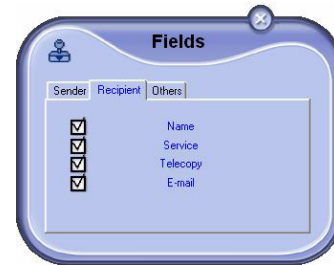 Fields
Sender Recipient Others
Name
Service
Telecopy
E-mail